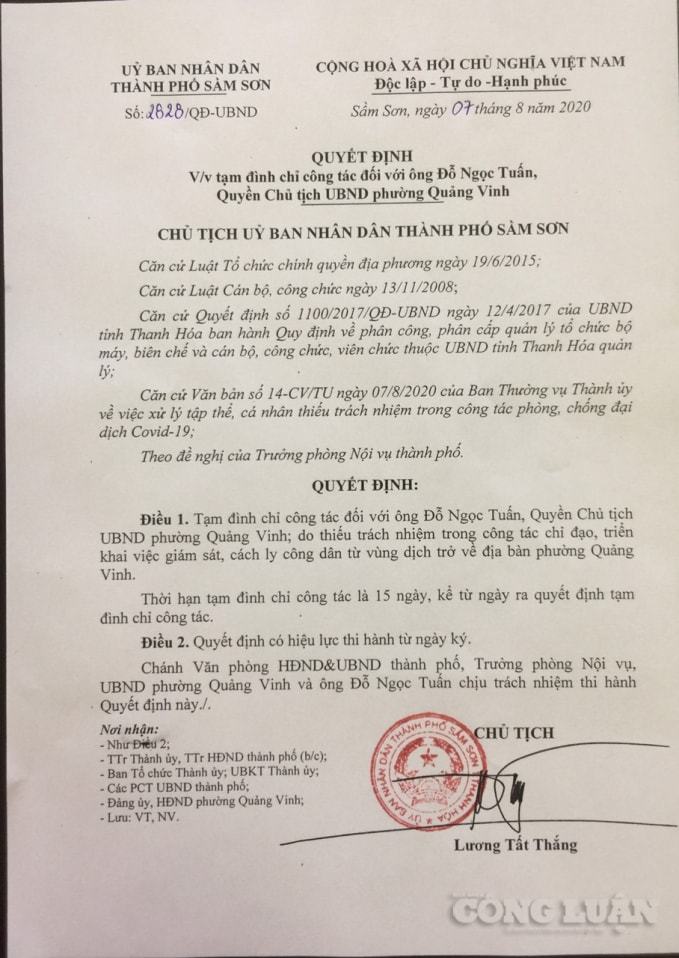 UỶ BAN NHÂN DÂN
THÀNH PHỐ SẦM SƠN
Số: 2828/QĐ-UBND
CỘNG HOÀ XÃ HỘI CHỦ NGHĨA VIỆT NAM
Độc lập - Tự do -Hạnh phúc
Sầm Sơn, ngày 07 tháng 8 năm 2020
QUYẾT ĐỊNH
V/v tạm đình chỉ công tác đối với ông Đỗ Ngọc Tuấn,
Quyền Chủ tịch UBND phường Quảng Vinh
CHỦ TỊCH UỶ BAN NHÂN DÂN THÀNH PHỐ SẦM SƠN
Căn cứ Luật Tổ chức chính quyền địa phương ngày 19/6/2015;
Căn cứ Luật Cán bộ, công chức ngày 13/11/2008;
Căn cứ Quyết định số 1100/2017/QĐ-UBND ngày 12/4/2017 của UBND
tỉnh Thanh Hóa ban hành Quy định về phân công, phân cấp quản lý tổ chức bộ
máy, biên chế và cán bộ, công chức, viên chức thuộc UBND tỉnh Thanh Hóa quản
lý;
Căn cứ Văn bản số 14-CV/TU ngày 07/8/2020 của Ban Thường vụ Thành ủy
về việc xử lý tập thể, cá nhân thiếu trách nhiệm trong công tác phòng, chống đại
dịch Covid-19;
Theo đề nghị của Trưởng phòng Nội vụ thành phố.
QUYẾT ĐỊNH:
Điều 1. Tạm đình chỉ công tác đối với ông Đỗ Ngọc Tuấn, Quyền Chủ tịch
UBND phường Quảng Vinh; do thiếu trách nhiệm trong công tác chỉ đạo, triển
khai việc giám sát, cách ly công dân từ vùng dịch trở về địa bàn phường Quảng
Vinh.
Thời hạn tạm đình chỉ công tác là 15 ngày, kể từ ngày ra quyết định tạm
đình chỉ công tác.
Điều 2. Quyết định có hiệu lực thi hành từ ngày ký.
Chánh Văn phòng HĐND&UBND thành phố, Trưởng phòng Nội vụ,
UBND phường Quảng Vinh và ông Đỗ Ngọc Tuấn chịu trách nhiệm thi hành
Quyết định này./.
Nơi nhận:
- Như Điều 2;
- TTr Thành ủy, TTr HĐND thành phố (b/c);
- Ban Tổ chức Thành ủy; UBKT Thành ủy;
- Các PCT UBND thành phố;
- Đảng ủy, HĐND phường Quảng Vinh;
- Lưu: VT, NV.
CHỦ TỊCH
ỦY BAN NHÂN DÂN THÀNH PHỐ SẦM SƠN
THANH HÓA
Lương Tất Thắng
CÔNG LUẬN